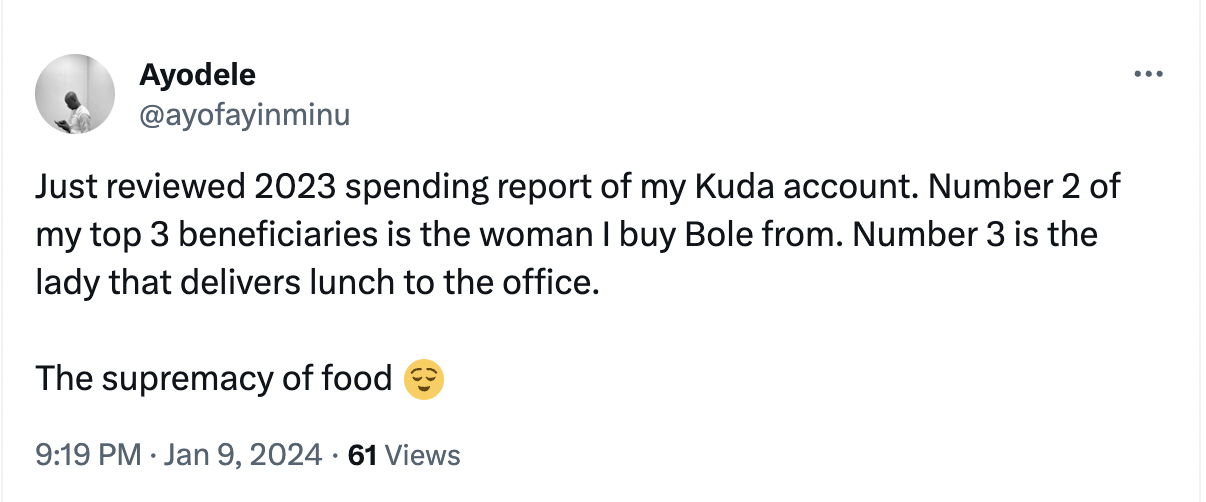 Ayodele
@ayofayinminu
Just reviewed 2023 spending report of my Kuda account. Number 2 of
my top 3 beneficiaries is the woman I buy Bole from. Number 3 is the
lady that delivers lunch to the office.
The supremacy of food 😌
9:19 PM · Jan 9, 2024 · 61 Views